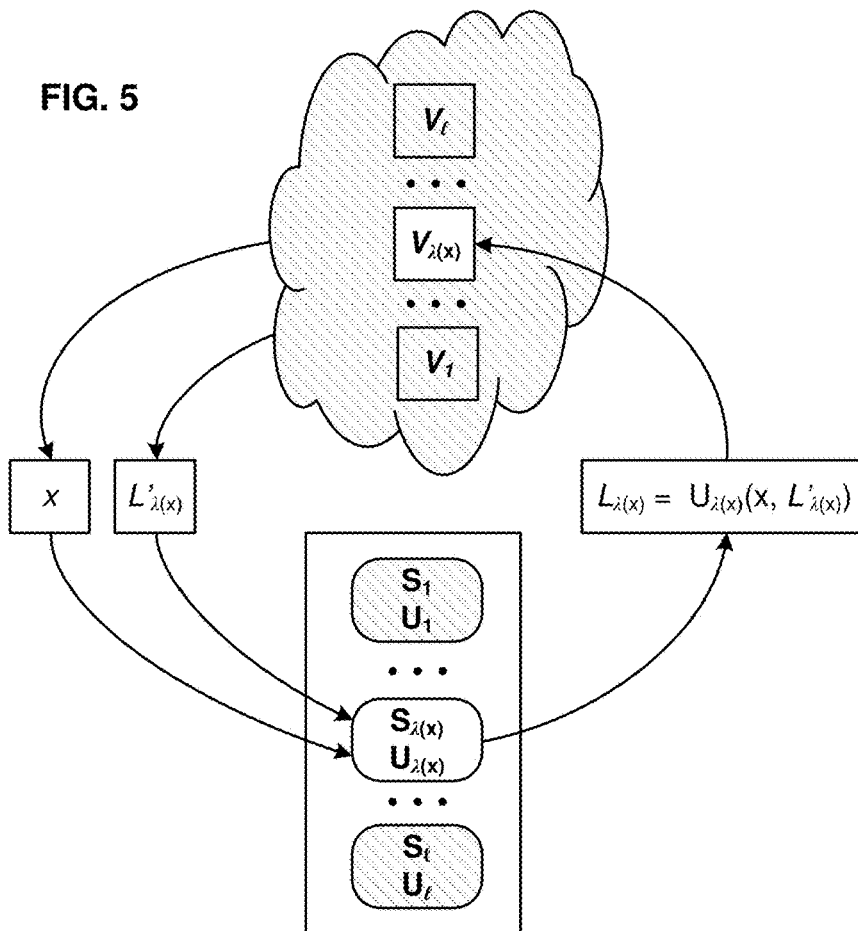 FIG. 5
V_ℓ
• • •
V_λ(x)
• • •
V_1
x
L'_λ(x)
L_λ(x) = U_λ(x)(x, L'_λ(x))
S_1
U_1
• • •
S_λ(x)
U_λ(x)
• • •
S_ℓ
U_ℓ